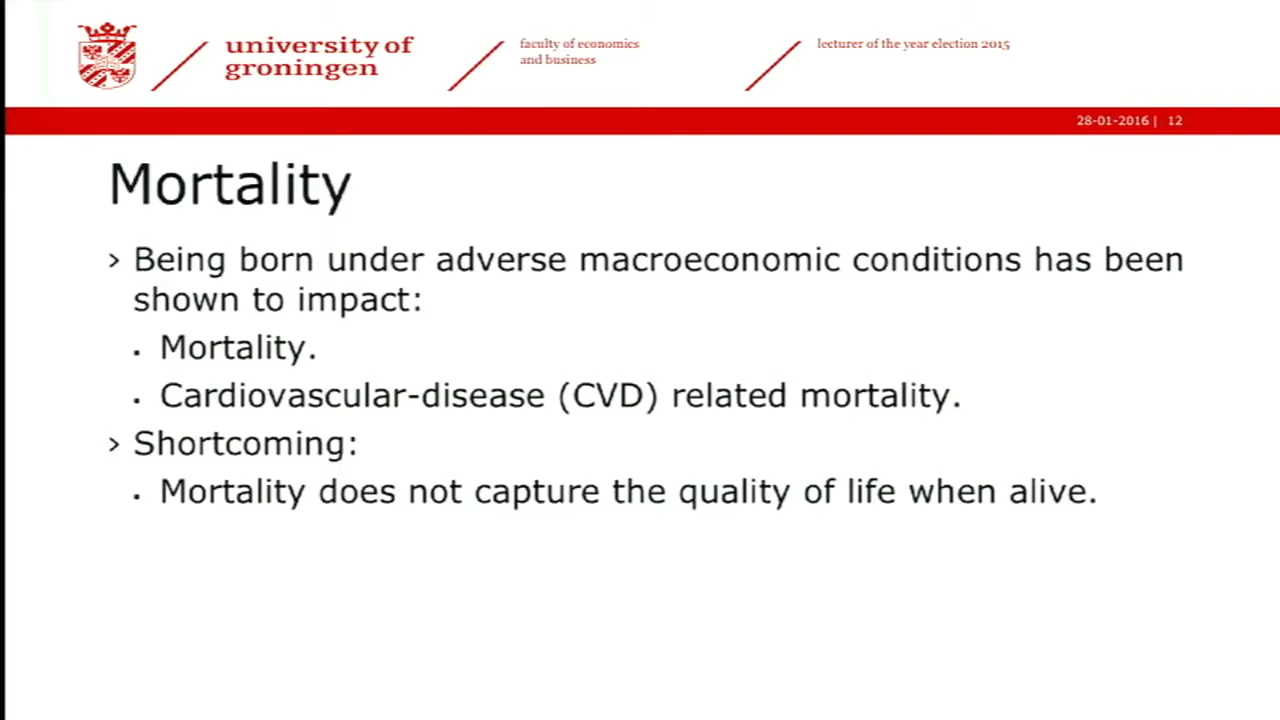 university of
groningen
faculty of economics
and business
lecturer of the year election 2015
28-01-2016 | 12
Mortality
› Being born under adverse macroeconomic conditions has been
shown to impact:
▪ Mortality.
▪ Cardiovascular-disease (CVD) related mortality.
› Shortcoming:
▪ Mortality does not capture the quality of life when alive.